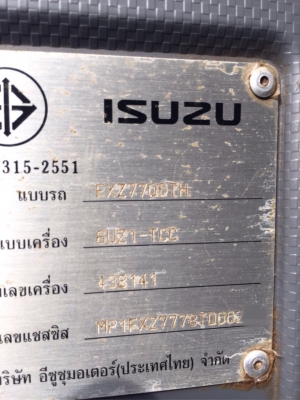 ISUZU
315-2551
แบบรถ FXZ77QDTH
แบบเครื่อง 6UZ1-TCC
เลขเครื่อง 438141
เลขแชสซิส
บริษัท อีซูซุมอเตอร์(ประเทศไทย) จำกัด